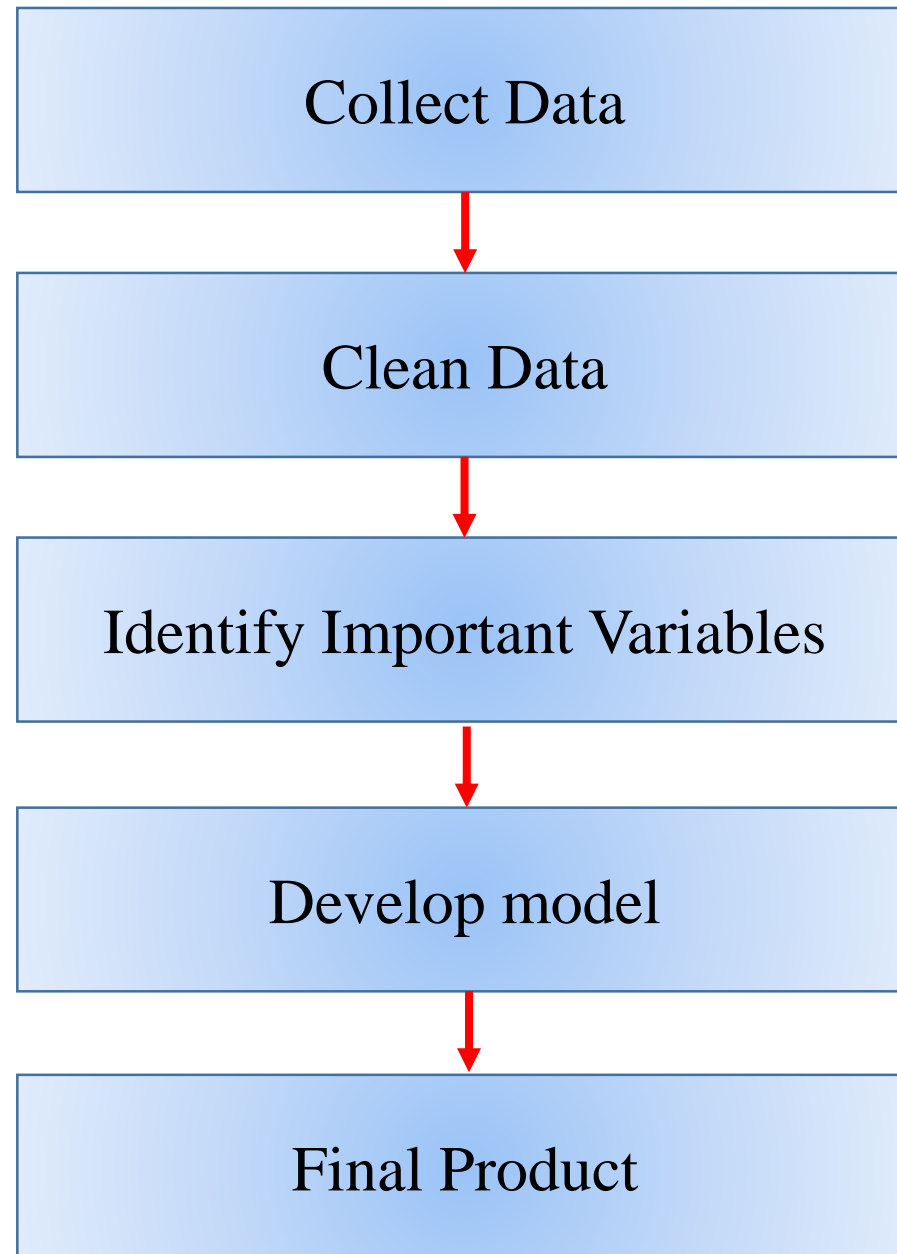 Collect Data
Clean Data
Identify Important Variables
Develop model
Final Product